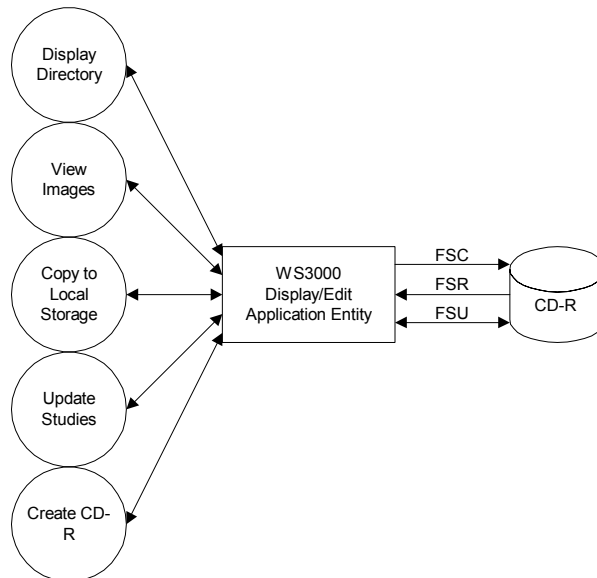 Display
Directory
View
Images
Copy to
Local
Storage
Update
Studies
Create CD-
R
WS3000
Display/Edit
Application Entity
FSC
FSR
FSU
CD-R